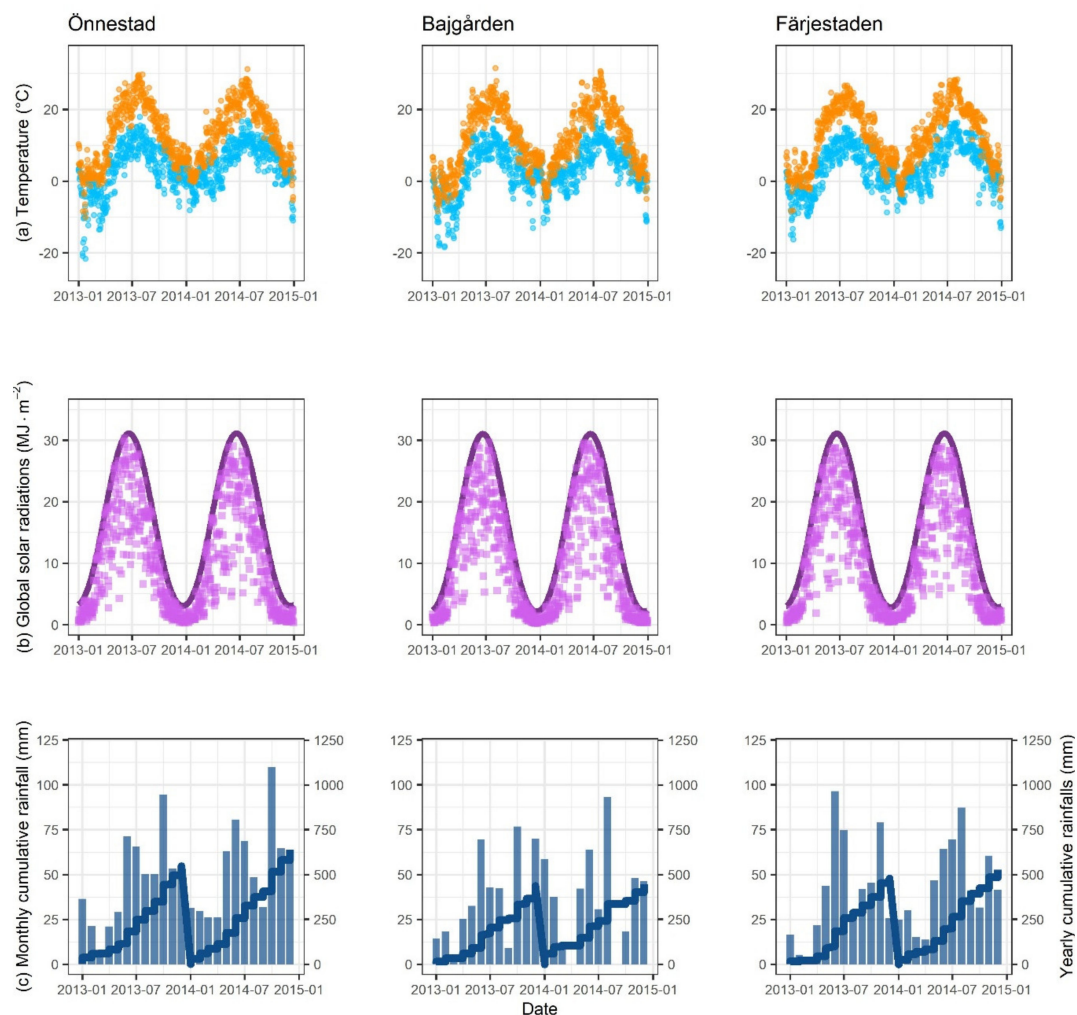 Önnestad Bajgården Färjestaden
(a) Temperature (°C)
20 20 20
0 0 0
-20 -20 -20
2013-01 2013-07 2014-01 2014-07 2015-01 2013-01 2013-07 2014-01 2014-07 2015-01 2013-01 2013-07 2014-01 2014-07 2015-01
(b) Global solar radiations (MJ · m⁻²)
30 30 30
20 20 20
10 10 10
0 0 0
2013-01 2013-07 2014-01 2014-07 2015-01 2013-01 2013-07 2014-01 2014-07 2015-01 2013-01 2013-07 2014-01 2014-07 2015-01
(c) Monthly cumulative rainfall (mm)
125 1250 125 1250 125 1250
100 1000 100 1000 100 1000
75 750 75 750 75 750
50 500 50 500 50 500
25 250 25 250 25 250
0 0 0 0 0 0
Yearly cumulative rainfalls (mm)
2013-01 2013-07 2014-01 2014-07 2015-01 2013-01 2013-07 2014-01 2014-07 2015-01 2013-01 2013-07 2014-01 2014-07 2015-01
Date